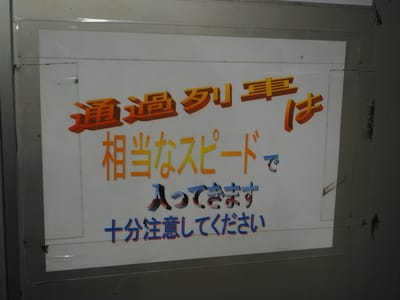 通過列車は
相当なスピードで
入ってきます
十分注意してください